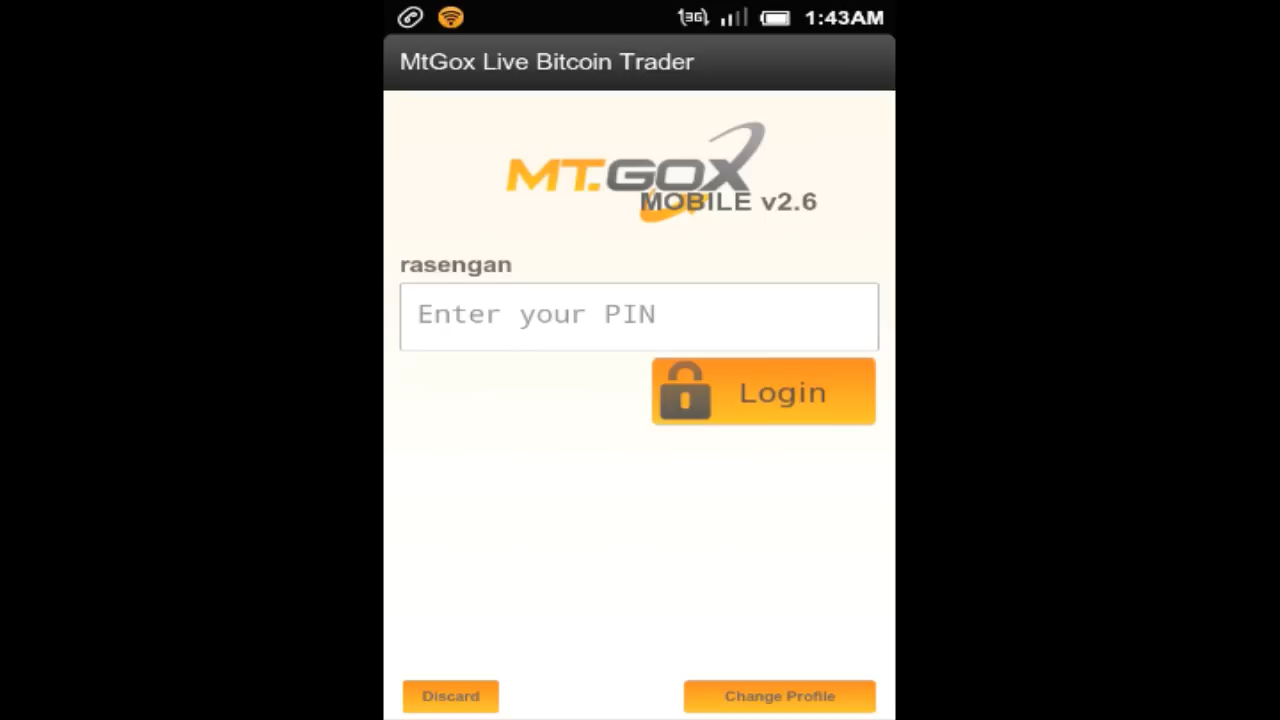 3G 1:43AM
MtGox Live Bitcoin Trader
MT.GOX
MOBILE v2.6
rasengan
Enter your PIN
Login
Discard Change Profile